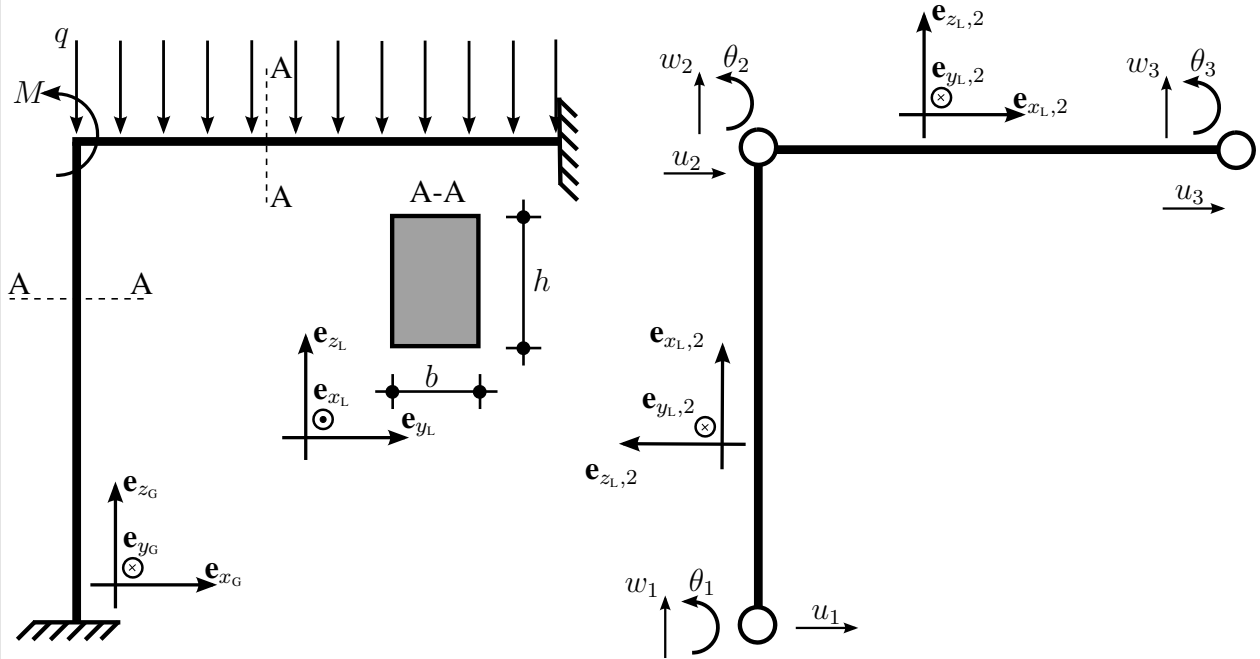 q
M
A
A
A-A
h
b
A A
e_{z_L}
e_{x_L}
e_{y_L}
e_{z_G}
e_{y_G}
e_{x_G}
e_{z_L,2}
e_{y_L,2}
e_{x_L,2}
w_2 θ_2
u_2
w_3 θ_3
u_3
e_{x_L,2}
e_{y_L,2}
e_{z_L,2}
w_1 θ_1
u_1